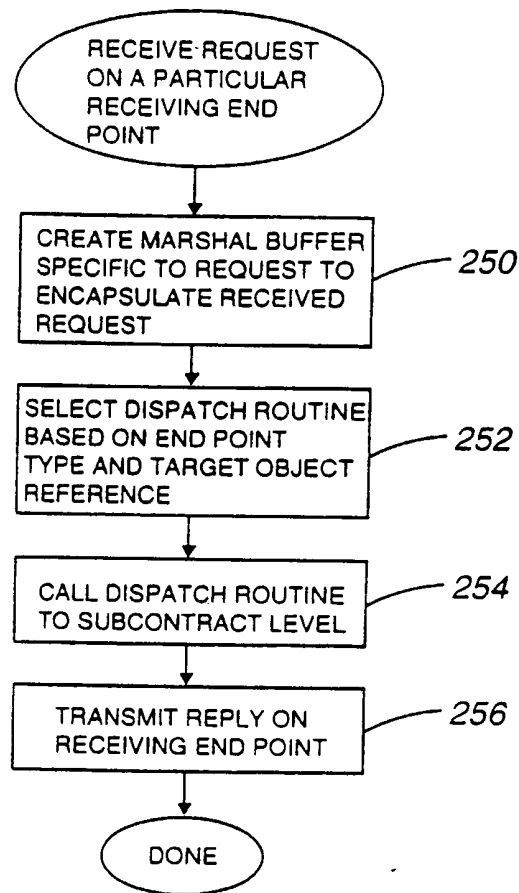 RECEIVE REQUEST
ON A PARTICULAR
RECEIVING END
POINT
CREATE MARSHAL BUFFER
SPECIFIC TO REQUEST TO
ENCAPSULATE RECEIVED
REQUEST
250
SELECT DISPATCH ROUTINE
BASED ON END POINT
TYPE AND TARGET OBJECT
REFERENCE
252
CALL DISPATCH ROUTINE
TO SUBCONTRACT LEVEL
254
TRANSMIT REPLY ON
RECEIVING END POINT
256
DONE